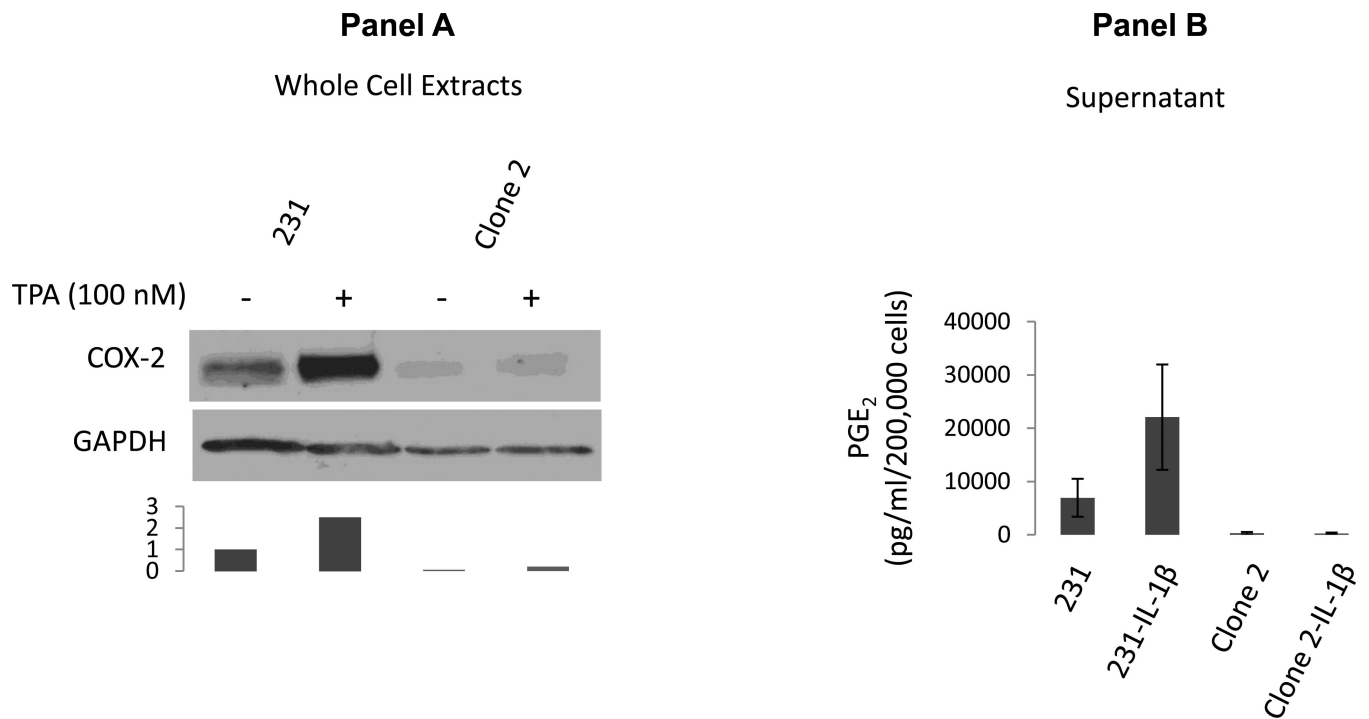 Panel A
Whole Cell Extracts
231
Clone 2
TPA (100 nM)
- + - +
COX-2
GAPDH
3
2
1
0
Panel B
Supernatant
PGE2
(pg/ml/200,000 cells)
40000
30000
20000
10000
0
231
231-IL-1β
Clone 2
Clone 2-IL-1β